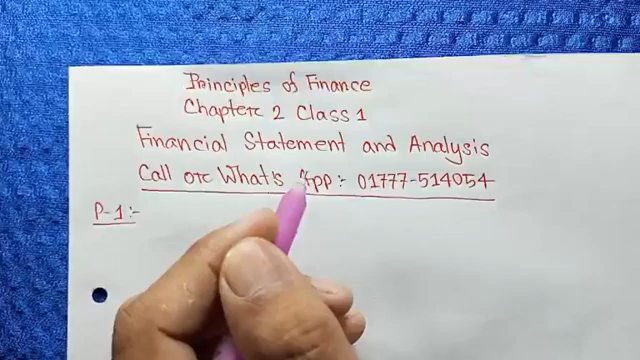 Principles of Finance
Chapter 2 Class 1
Financial Statement and Analysis
Call or What's App:- 01777-514054
P-1:-